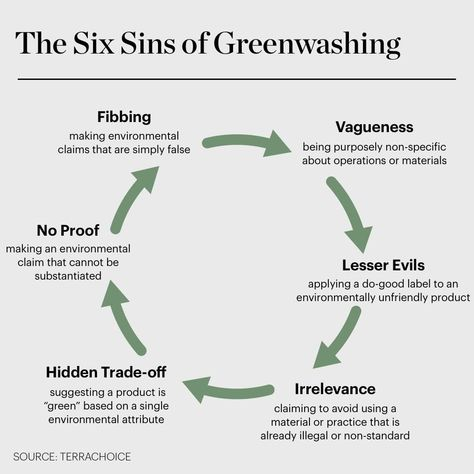 The Six Sins of Greenwashing
Fibbing
making environmental
claims that are simply false
Vagueness
being purposely non-specific
about operations or materials
Lesser Evils
applying a do-good label to an
environmentally unfriendly product
Irrelevance
claiming to avoid using a
material or practice that is
already illegal or non-standard
Hidden Trade-off
suggesting a product is
“green” based on a single
environmental attribute
No Proof
making an environmental
claim that cannot be
substantiated
SOURCE: TERRACHOICE